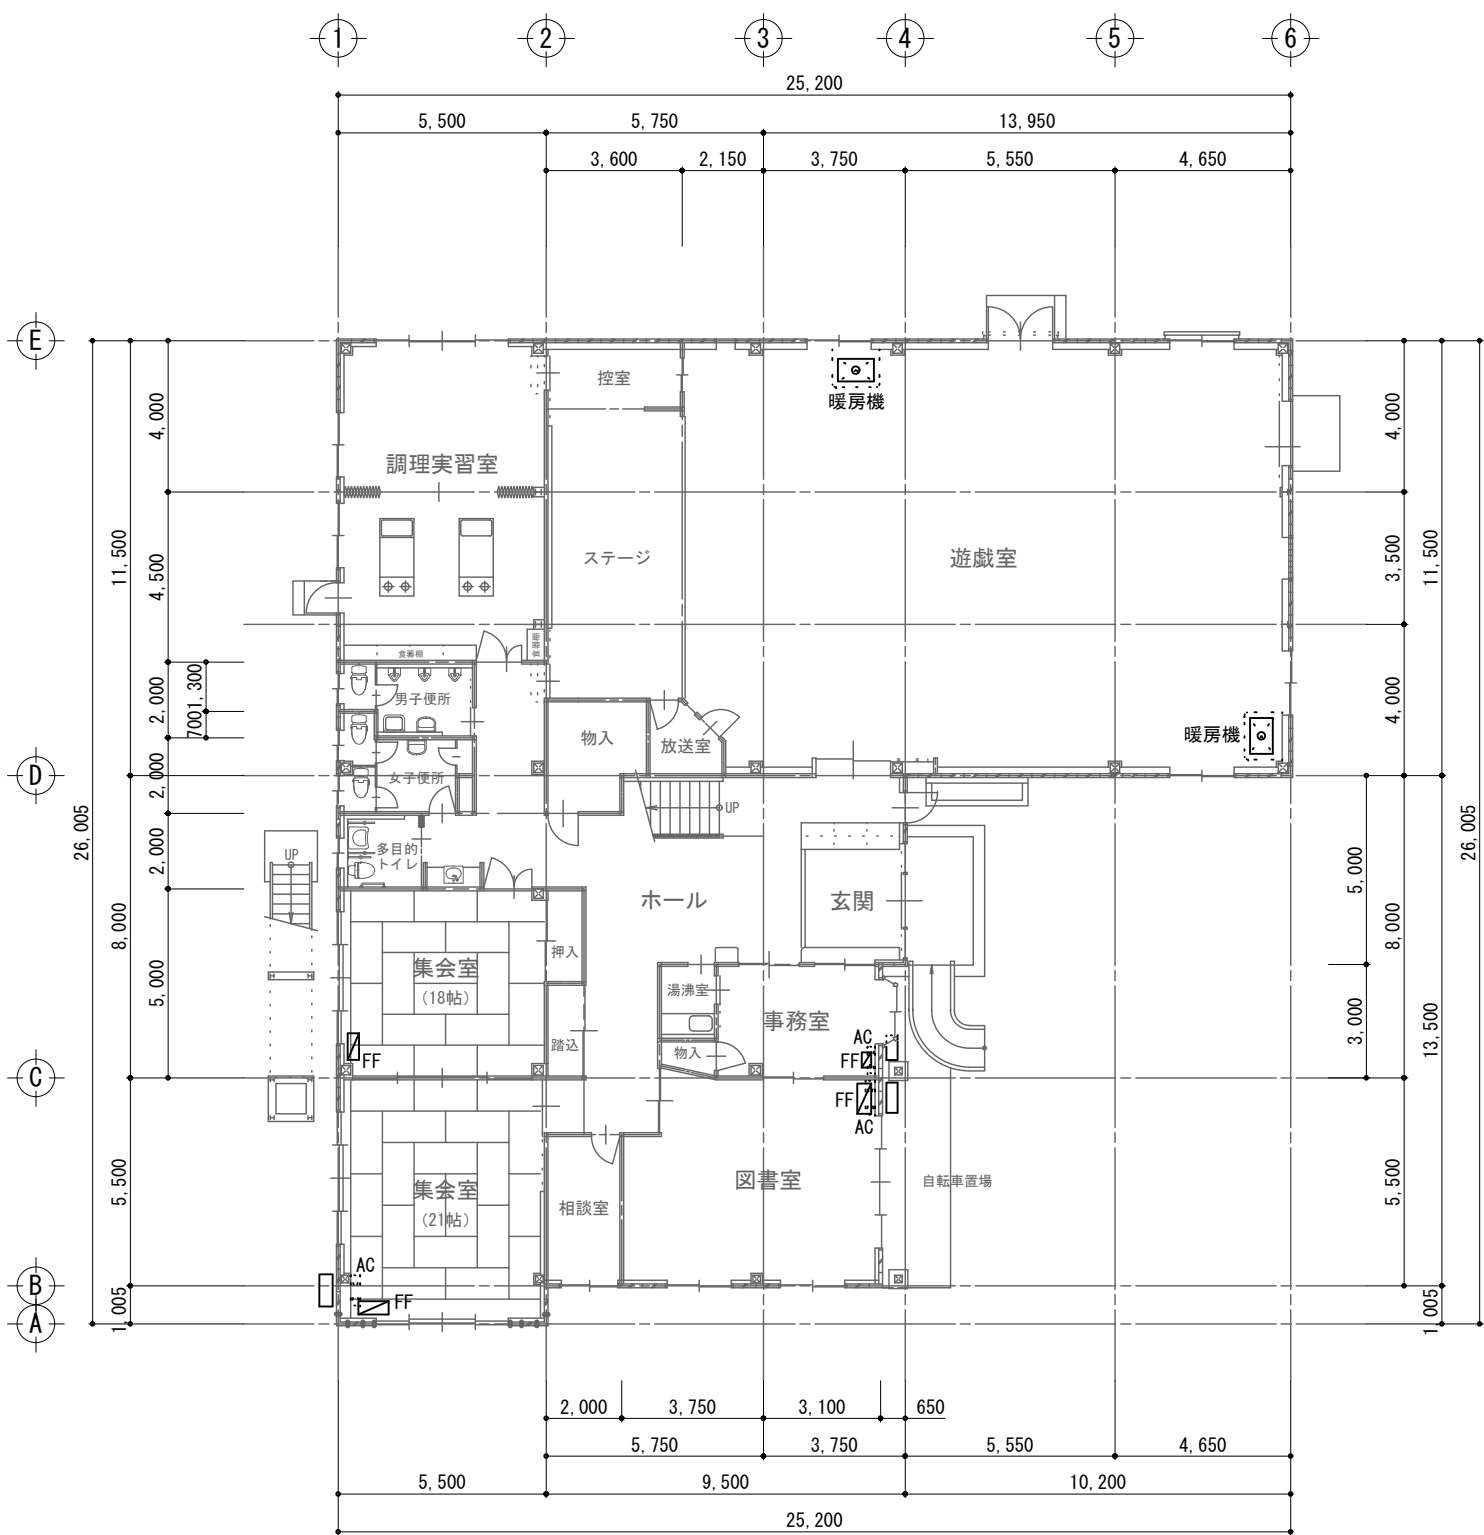 1 2 3 4 5 6
25,200
5,500 5,750 13,950
3,600 2,150 3,750 5,550 4,650
E
控室
暖房機
4,000
4,000
調理実習室
11,500
4,500
ステージ
遊戯室
3,500
11,500
食器棚
食器棚
2,000
700
1,300
男子便所
物入
放送室
暖房機
4,000
D
2,000
女子便所
UP
26,005
26,005
2,000
UP
多目的
トイレ
ホール
玄関
5,000
8,000
8,000
5,000
集会室
(18帖)
押入
湯沸室
事務室
踏込
物入
AC
FF
FF
3,000
13,500
C
FF
AC
5,500
集会室
(21帖)
相談室
図書室
自転車置場
5,500
AC
FF
B
A
1,005
1,005
2,000 3,750 3,100 650
5,750 3,750 5,550 4,650
5,500 9,500 10,200
25,200